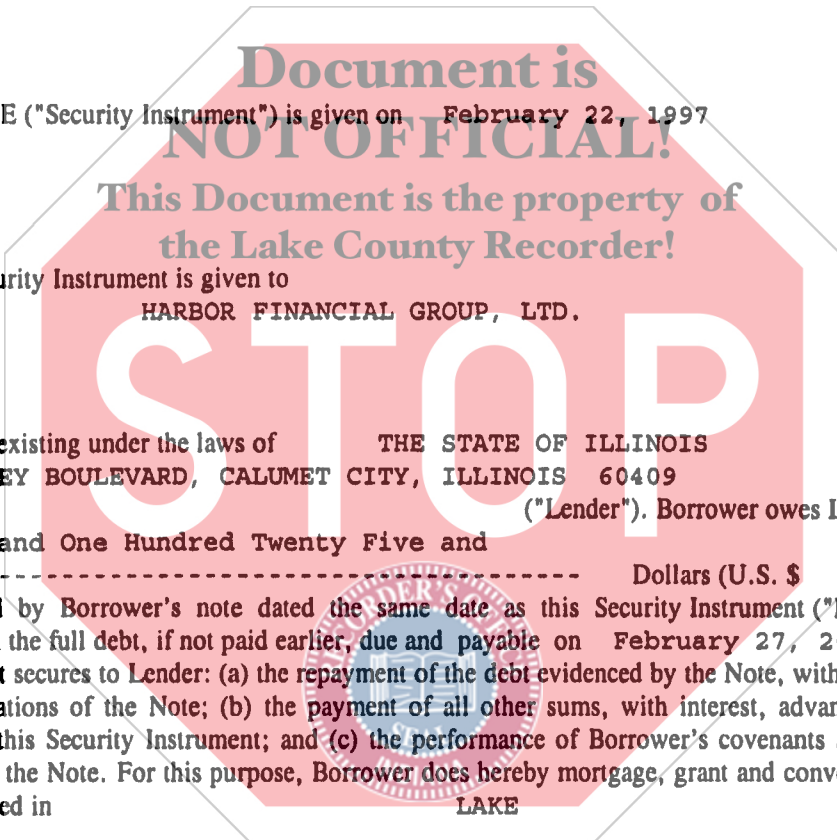 Document is
E ("Security Instrument") is given on February 22, 1997
NOT OFFICIAL!
This Document is the property of
the Lake County Recorder!
urity Instrument is given to
HARBOR FINANCIAL GROUP, LTD.
STOP
existing under the laws of THE STATE OF ILLINOIS
EY BOULEVARD, CALUMET CITY, ILLINOIS 60409
("Lender"). Borrower owes
and One Hundred Twenty Five and
------------------------------------ Dollars (U.S. $
by Borrower's note dated the same date as this Security Instrument ("
the full debt, if not paid earlier, due and payable on February 27, 2
t secures to Lender: (a) the repayment of the debt evidenced by the Note, with
ations of the Note; (b) the payment of all other sums, with interest, advan
this Security Instrument; and (c) the performance of Borrower's covenants
the Note. For this purpose, Borrower does hereby mortgage, grant and conv
ed in LAKE
RECORDER'S OFFICE
SEAL